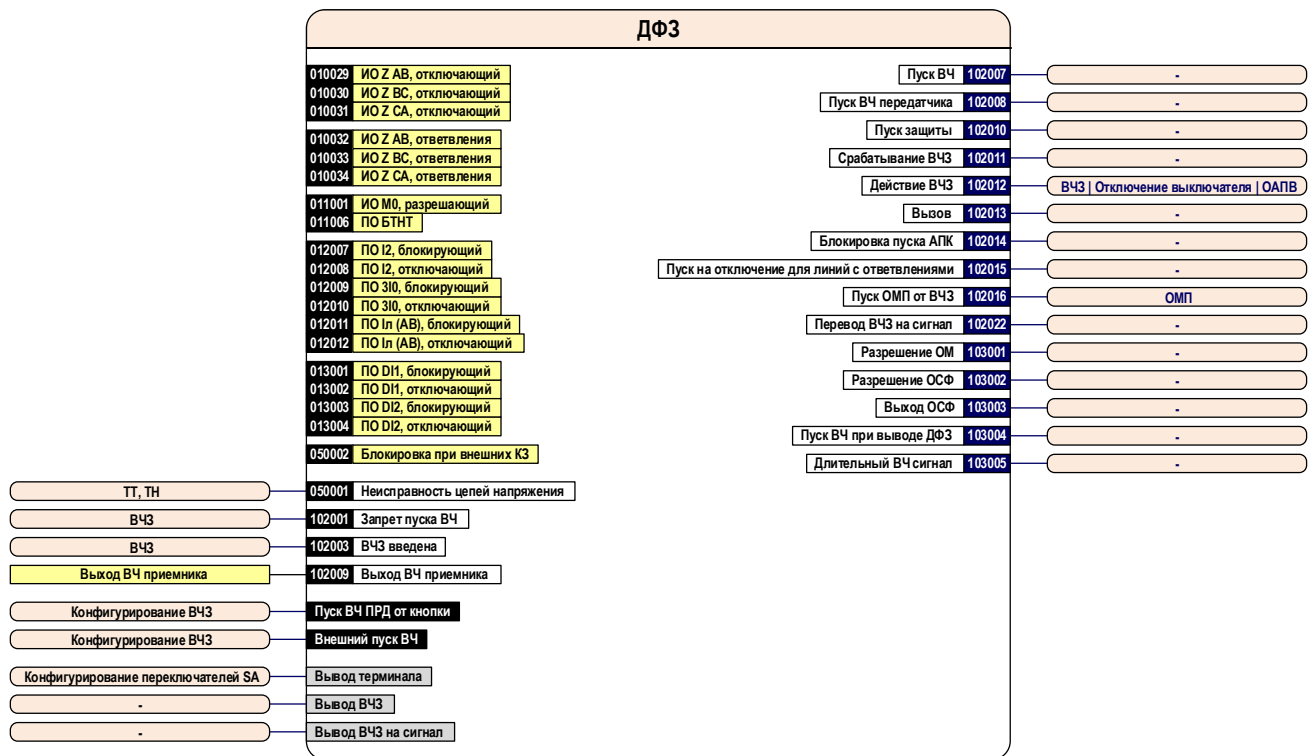 ДФЗ
010029 ИО Z АВ, отключающий
010030 ИО Z ВС, отключающий
010031 ИО Z СА, отключающий
010032 ИО Z АВ, ответвления
010033 ИО Z ВС, ответвления
010034 ИО Z СА, ответвления
011001 ИО М0, разрешающий
011006 ПО БТНТ
012007 ПО I2, блокирующий
012008 ПО I2, отключающий
012009 ПО 3I0, блокирующий
012010 ПО 3I0, отключающий
012011 ПО Iл (АВ), блокирующий
012012 ПО Iл (АВ), отключающий
013001 ПО DI1, блокирующий
013002 ПО DI1, отключающий
013003 ПО DI2, блокирующий
013004 ПО DI2, отключающий
050002 Блокировка при внешних КЗ
ТТ, ТН 050001 Неисправность цепей напряжения
ВЧЗ 102001 Запрет пуска ВЧ
ВЧЗ 102003 ВЧЗ введена
Выход ВЧ приемника 102009 Выход ВЧ приемника
Конфигурирование ВЧЗ Пуск ВЧ ПРД от кнопки
Конфигурирование ВЧЗ Внешний пуск ВЧ
Конфигурирование переключателей SA Вывод терминала
- Вывод ВЧЗ
- Вывод ВЧЗ на сигнал
Пуск ВЧ 102007 -
Пуск ВЧ передатчика 102008 -
Пуск защиты 102010 -
Срабатывание ВЧЗ 102011 -
Действие ВЧЗ 102012 ВЧЗ | Отключение выключателя | ОАПВ
Вызов 102013 -
Блокировка пуска АПК 102014 -
Пуск на отключение для линий с ответвлениями 102015 -
Пуск ОМП от ВЧЗ 102016 ОМП
Перевод ВЧЗ на сигнал 102022 -
Разрешение ОМ 103001 -
Разрешение ОСФ 103002 -
Выход ОСФ 103003 -
Пуск ВЧ при выводе ДФЗ 103004 -
Длительный ВЧ сигнал 103005 -